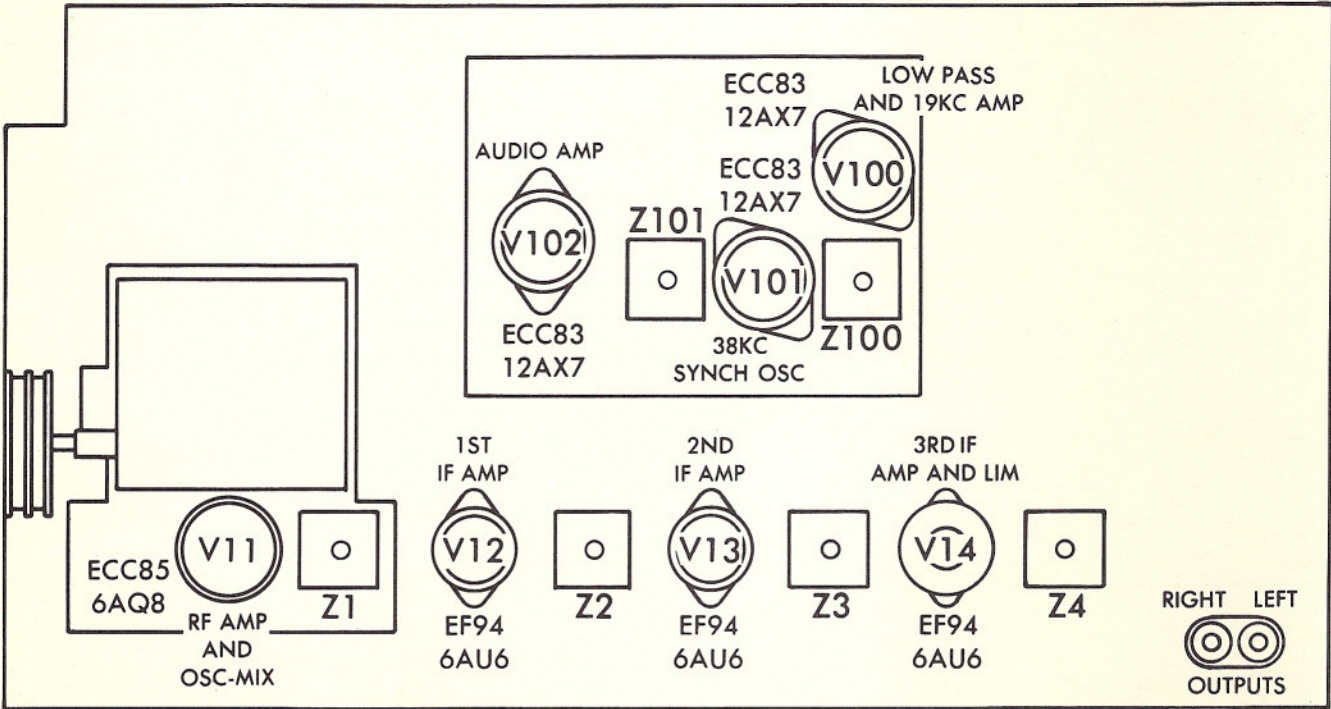 ECC83
12AX7
LOW PASS
AND 19KC AMP
V100
AUDIO AMP
V102
ECC83
12AX7
Z101
ECC83
12AX7
V101
38KC
SYNCH OSC
Z100
V11
ECC85
6AQ8
RF AMP
AND
OSC-MIX
Z1
1ST
IF AMP
V12
EF94
6AU6
Z2
2ND
IF AMP
V13
EF94
6AU6
Z3
3RD IF
AMP AND LIM
V14
EF94
6AU6
Z4
RIGHT LEFT
OUTPUTS